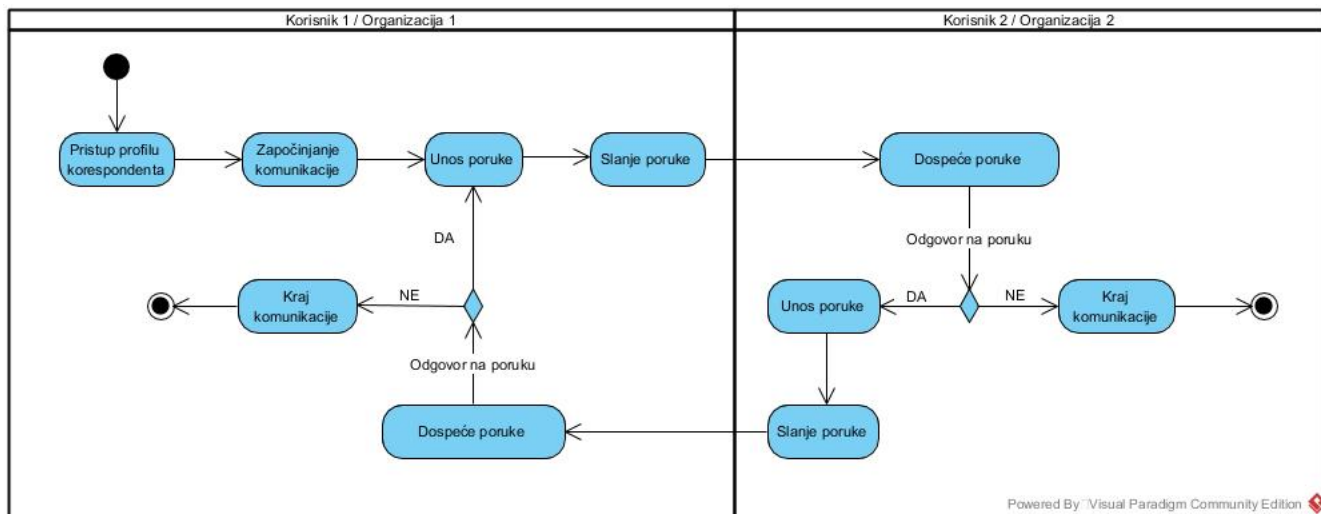 Korisnik 1 / Organizacija 1
Korisnik 2 / Organizacija 2
Pristup profilu
korespondenta
Započinjanje
komunikacije
Unos poruke
Slanje poruke
Dospeće poruke
Odgovor na poruku
DA
NE
Kraj
komunikacije
Unos poruke
DA
NE
Kraj
komunikacije
Odgovor na poruku
Dospeće poruke
Slanje poruke
Powered By Visual Paradigm Community Edition